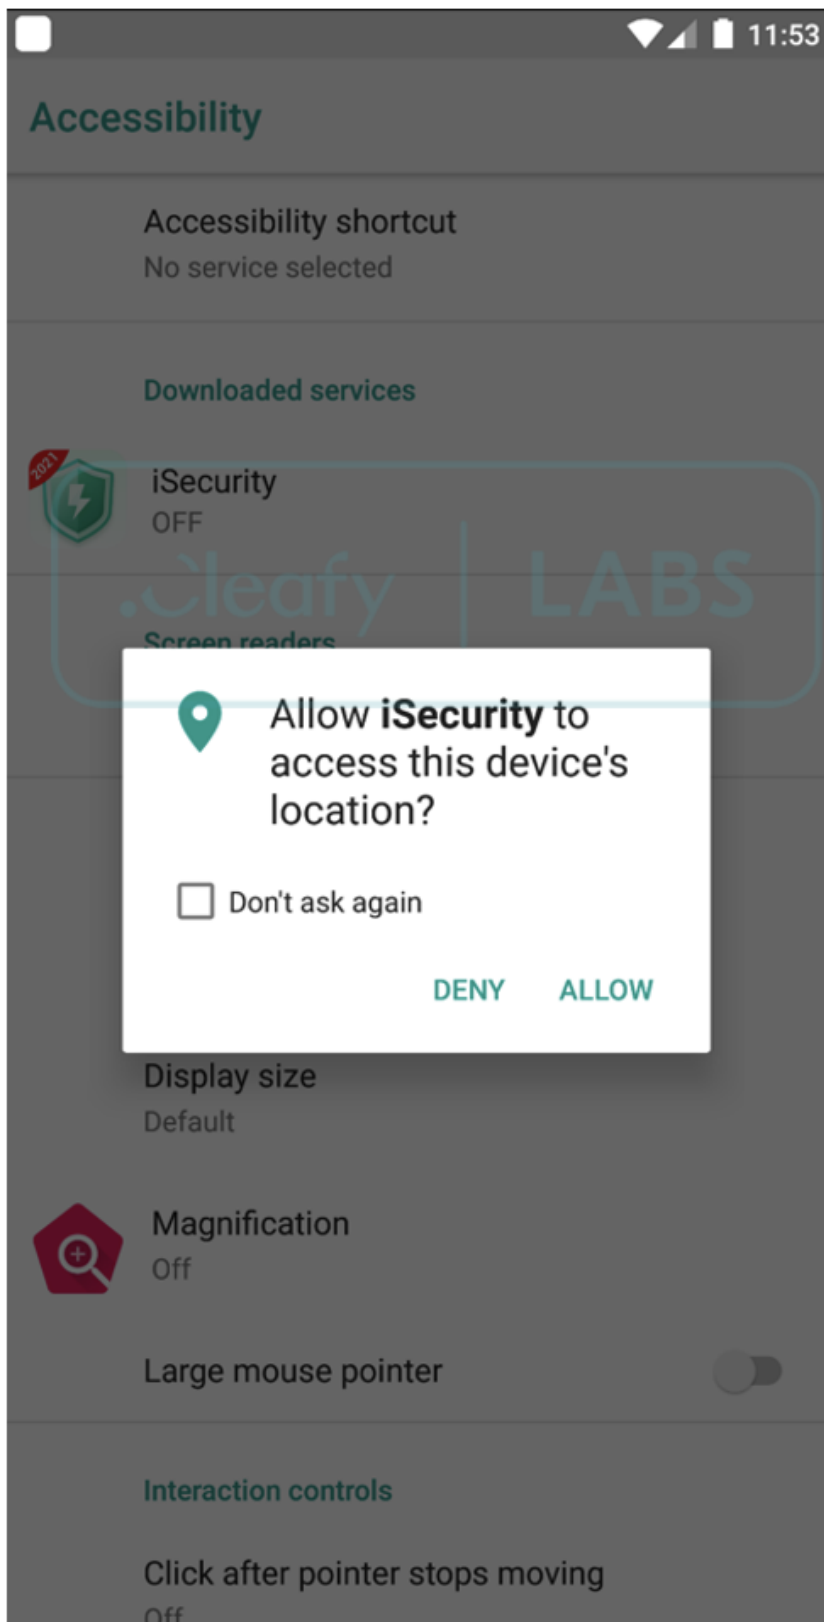 11:53
Accessibility
Accessibility shortcut
No service selected
Downloaded services
2021
iSecurity
OFF
.Cleafy | LABS
Screen readers
Allow iSecurity to
access this device's
location?
Don't ask again
DENY ALLOW
Display size
Default
Magnification
Off
Large mouse pointer
Interaction controls
Click after pointer stops moving
Off